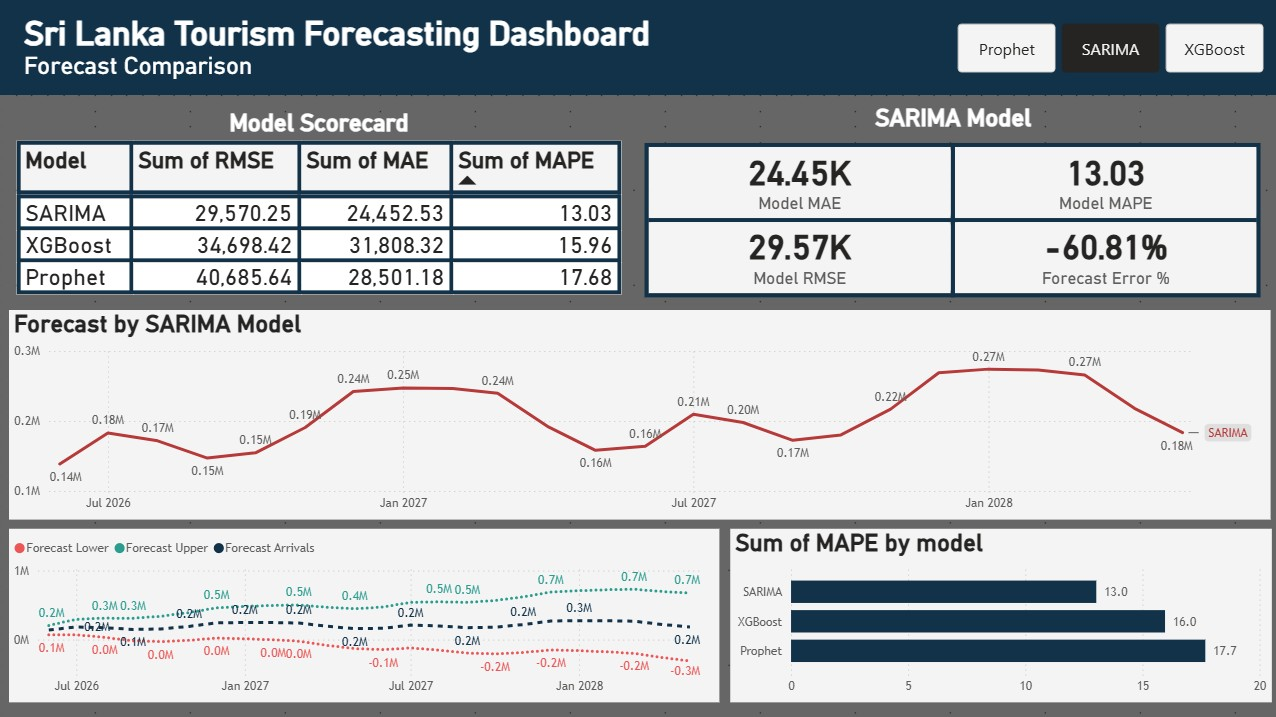 Sri Lanka Tourism Forecasting Dashboard
Forecast Comparison
Prophet SARIMA XGBoost
Model Scorecard
Model Sum of RMSE Sum of MAE Sum of MAPE
SARIMA 29,570.25 24,452.53 13.03
XGBoost 34,698.42 31,808.32 15.96
Prophet 40,685.64 28,501.18 17.68
SARIMA Model
24.45K 13.03
Model MAE Model MAPE
29.57K -60.81%
Model RMSE Forecast Error %
Forecast by SARIMA Model
0.3M
0.2M
0.1M
0.14M 0.18M 0.17M 0.15M 0.15M 0.19M 0.24M 0.25M 0.24M 0.16M 0.16M 0.21M 0.20M 0.17M 0.22M 0.27M 0.27M 0.18M
SARIMA
Jul 2026 Jan 2027 Jul 2027 Jan 2028
Forecast Lower Forecast Upper Forecast Arrivals
1M
0M
0.2M 0.3M 0.3M 0.5M 0.5M 0.4M 0.5M 0.5M 0.7M 0.7M 0.7M
0.2M 0.1M 0.2M 0.2M 0.2M 0.2M 0.2M 0.2M 0.2M 0.3M 0.2M
0.1M 0.0M 0.0M 0.0M 0.0M 0.0M -0.1M -0.2M -0.2M -0.2M -0.3M
Jul 2026 Jan 2027 Jul 2027 Jan 2028
Sum of MAPE by model
SARIMA 13.0
XGBoost 16.0
Prophet 17.7
0 5 10 15 20